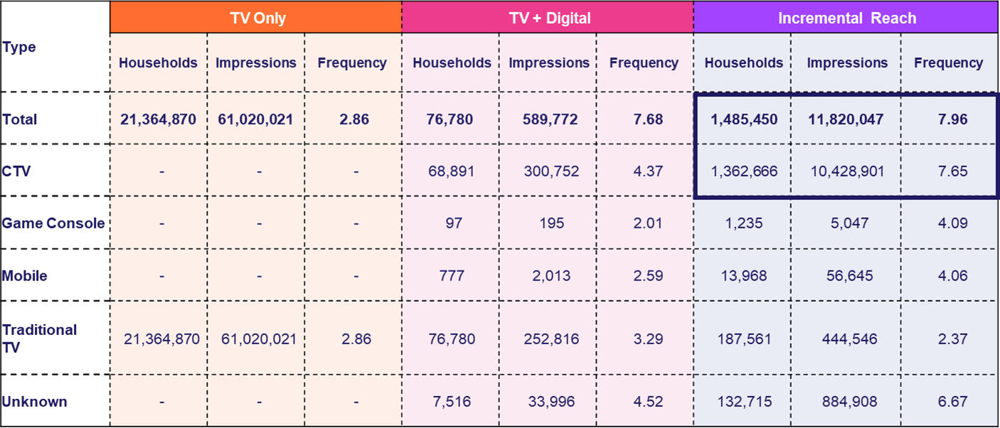 TV Only TV + Digital Incremental Reach
Type
Households Impressions Frequency Households Impressions Frequency Households Impressions Frequency
Total 21,364,870 61,020,021 2.86 76,780 589,772 7.68 1,485,450 11,820,047 7.96
CTV - - - 68,891 300,752 4.37 1,362,666 10,428,901 7.65
Game Console - - - 97 195 2.01 1,235 5,047 4.09
Mobile - - - 777 2,013 2.59 13,968 56,645 4.06
Traditional
TV 21,364,870 61,020,021 2.86 76,780 252,816 3.29 187,561 444,546 2.37
Unknown - - - 7,516 33,996 4.52 132,715 884,908 6.67